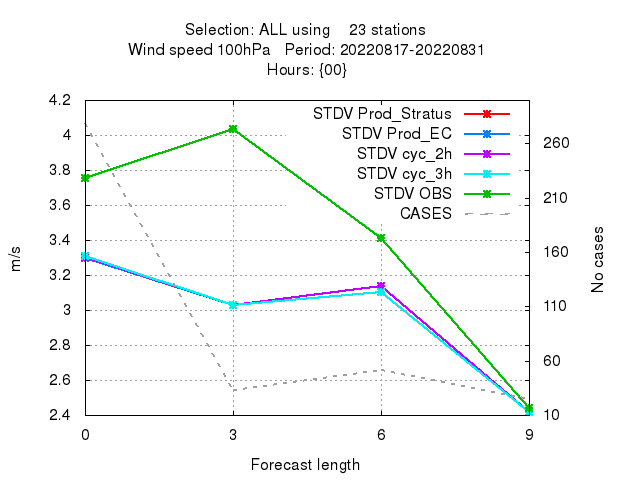 Selection: ALL using 23 stations
Wind speed 100hPa Period: 20220817-20220831
Hours: {00}
STDV Prod_Stratus
STDV Prod_EC
STDV cyc_2h
STDV cyc_3h
STDV OBS
CASES
4.2
4
3.8
3.6
3.4
3.2
3
2.8
2.6
2.4
m/s
260
210
160
110
60
10
No cases
0 3 6 9
Forecast length